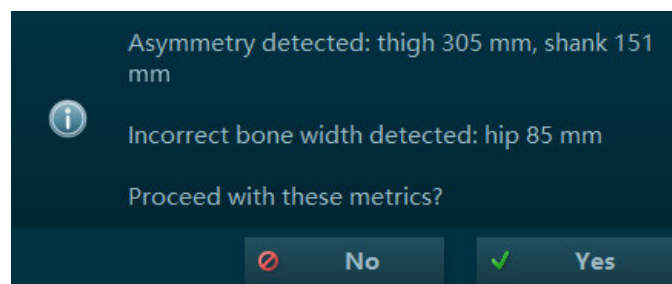 Asymmetry detected: thigh 305 mm, shank 151
mm
Incorrect bone width detected: hip 85 mm
Proceed with these metrics?
No
Yes